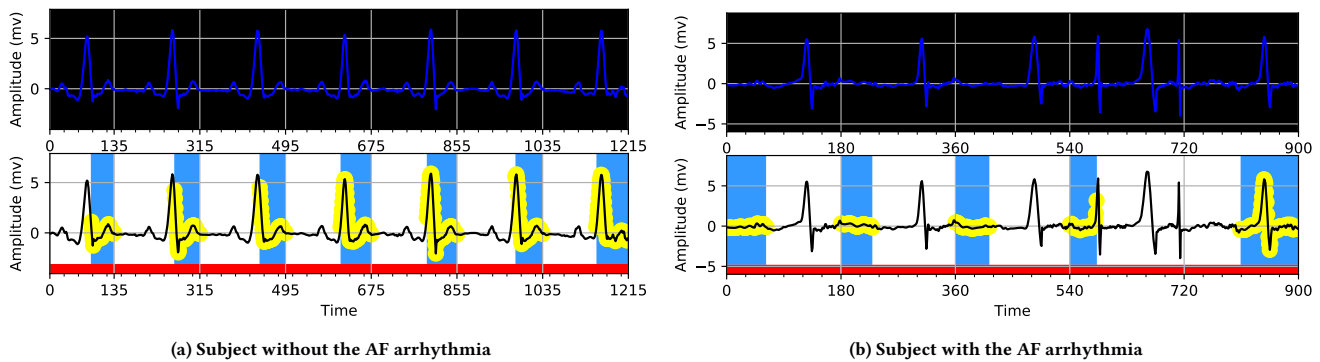 Amplitude (mv)
5
0
0 135 315 495 675 855 1035 1215
Amplitude (mv)
5
0
0 135 315 495 675 855 1035 1215
Time
(a) Subject without the AF arrhythmia
Amplitude (mv)
5
0
−5
0 180 360 540 720 900
Amplitude (mv)
5
0
−5
0 180 360 540 720 900
Time
(b) Subject with the AF arrhythmia